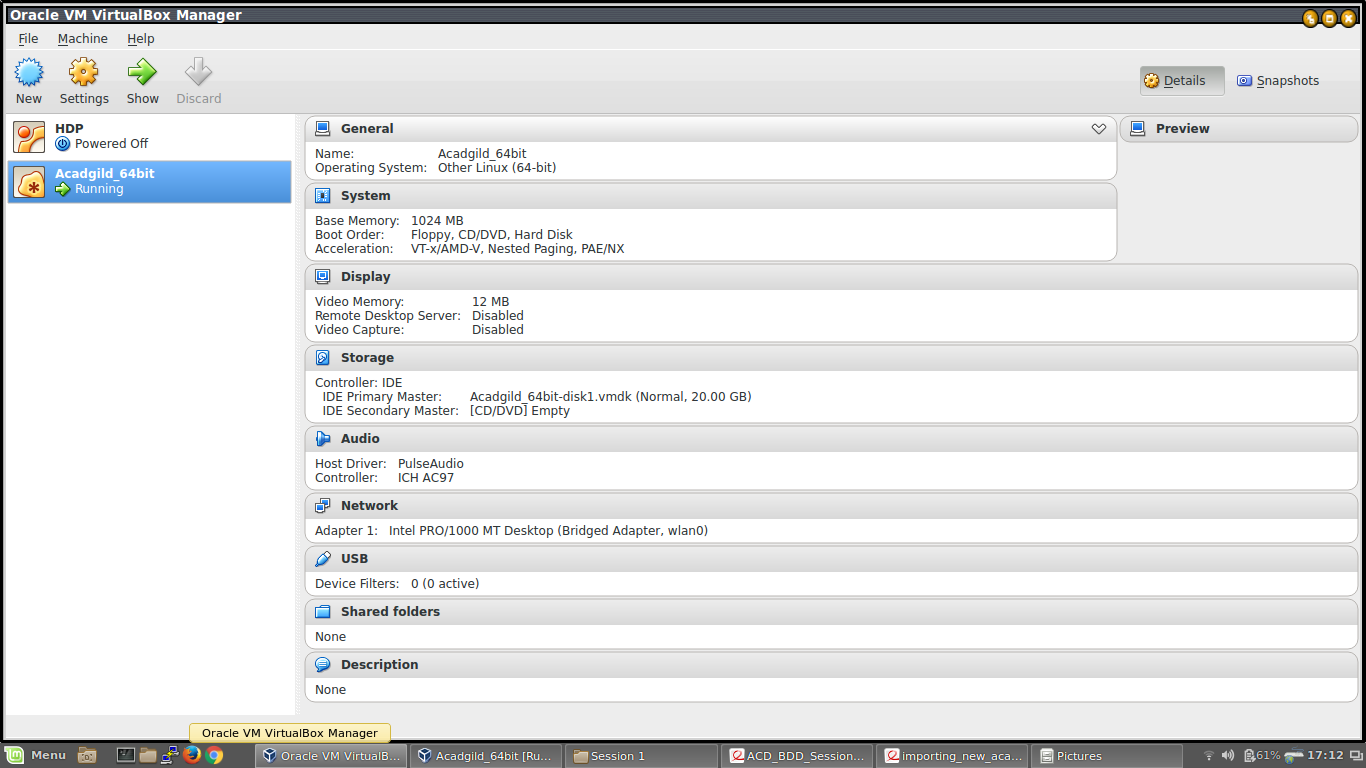 Oracle VM VirtualBox Manager
File Machine Help
New Settings Show Discard
Details Snapshots
HDP
Powered Off
Acadgild_64bit
Running
General
Name: Acadgild_64bit
Operating System: Other Linux (64-bit)
Preview
System
Base Memory: 1024 MB
Boot Order: Floppy, CD/DVD, Hard Disk
Acceleration: VT-x/AMD-V, Nested Paging, PAE/NX
Display
Video Memory: 12 MB
Remote Desktop Server: Disabled
Video Capture: Disabled
Storage
Controller: IDE
IDE Primary Master: Acadgild_64bit-disk1.vmdk (Normal, 20.00 GB)
IDE Secondary Master: [CD/DVD] Empty
Audio
Host Driver: PulseAudio
Controller: ICH AC97
Network
Adapter 1: Intel PRO/1000 MT Desktop (Bridged Adapter, wlan0)
USB
Device Filters: 0 (0 active)
Shared folders
None
Description
None
Oracle VM VirtualBox Manager
Menu Oracle VM VirtualB... Acadgild_64bit [Ru... Session 1 ACD_BDD_Session... importing_new_aca... Pictures 61% 17:12